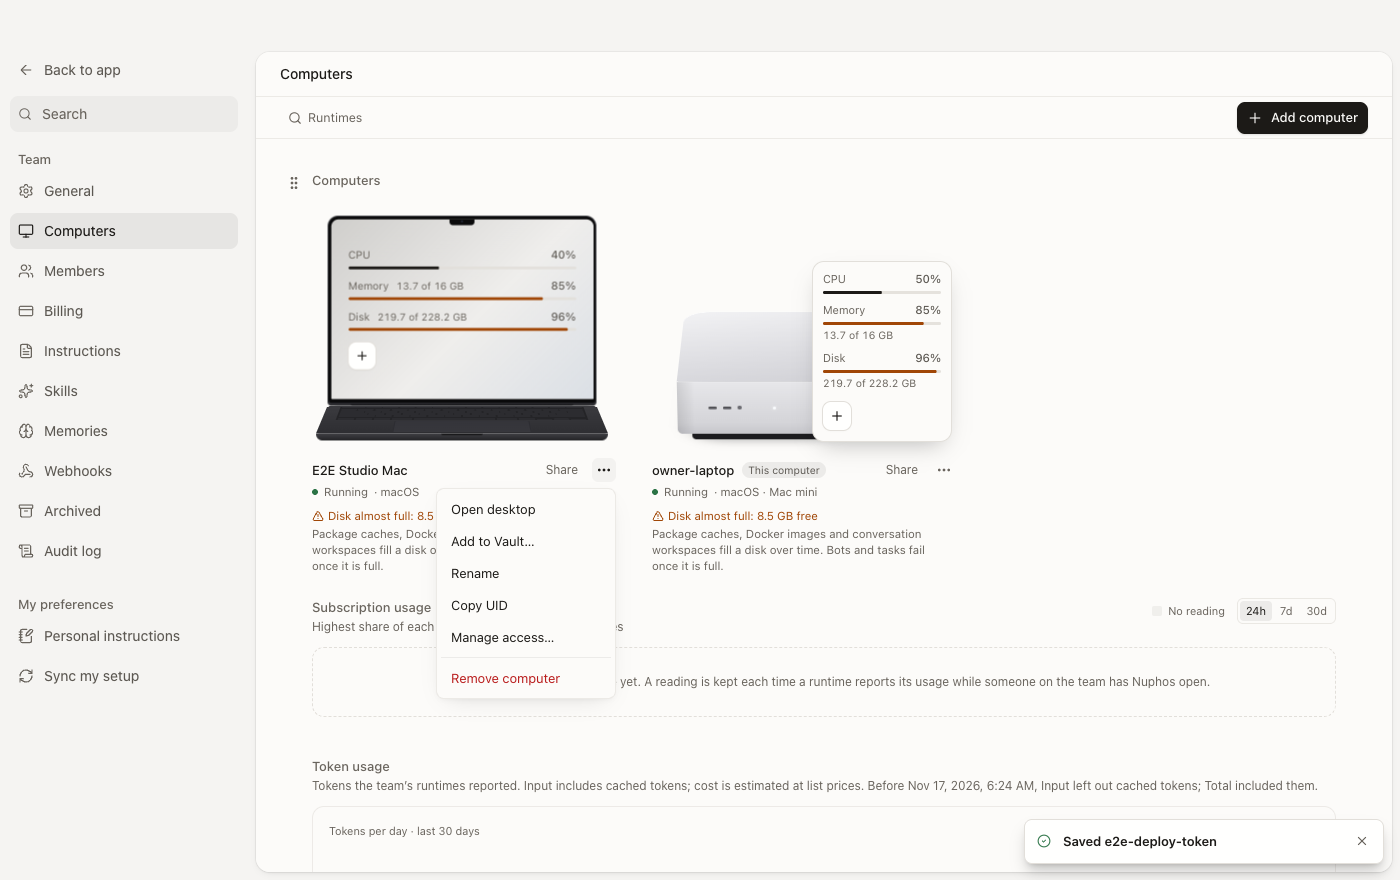 Back to app
Search
Team
General
Computers
Members
Billing
Instructions
Skills
Memories
Webhooks
Archived
Audit log
My preferences
Personal instructions
Sync my setup
Computers
Runtimes
Add computer
Computers
CPU 40%
Memory 13.7 of 16 GB 85%
Disk 219.7 of 228.2 GB 96%
CPU 50%
Memory 85%
13.7 of 16 GB
Disk 96%
219.7 of 228.2 GB
E2E Studio Mac Share
Running · macOS
Disk almost full: 8.5
Package caches, Docke
workspaces fill a disk o
once it is full.
Open desktop
Add to Vault...
Rename
Copy UID
Manage access...
Remove computer
owner-laptop This computer Share
Running · macOS · Mac mini
Disk almost full: 8.5 GB free
Package caches, Docker images and conversation
workspaces fill a disk over time. Bots and tasks fail
once it is full.
Subscription usage
Highest share of each
No reading 24h 7d 30d
yet. A reading is kept each time a runtime reports its usage while someone on the team has Nuphos open.
Token usage
Tokens the team's runtimes reported. Input includes cached tokens; cost is estimated at list prices. Before Nov 17, 2026, 6:24 AM, Input left out cached tokens; Total included them.
Tokens per day · last 30 days
Saved e2e-deploy-token